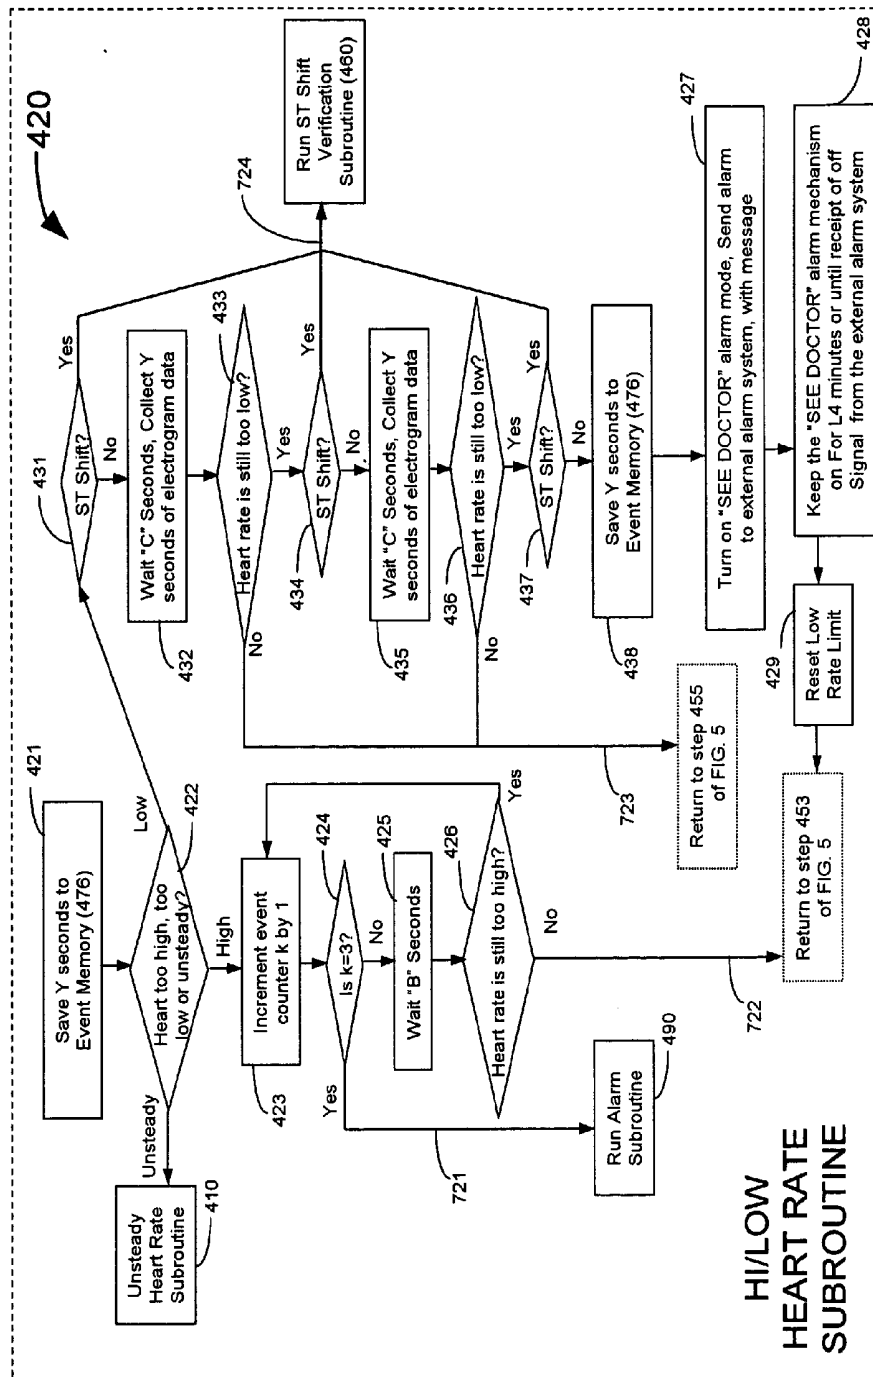 420
421
Save Y seconds to
Event Memory (476)
Heart too high, too
low or unsteady?
422
Unsteady
Unsteady
Heart Rate
Subroutine
410
High
Low
Increment event
counter k by 1
423
Is k=3?
424
Yes
No
Wait "B" Seconds
425
Heart rate is still too high?
426
Yes
No
721
Run Alarm
Subroutine
490
722
Return to step 453
of FIG. 5
431
ST Shift?
Yes
No
Wait "C" Seconds, Collect Y
seconds of electrogram data
432
Heart rate is still too low?
433
No
Yes
ST Shift?
434
Yes
No
Wait "C" Seconds, Collect Y
seconds of electrogram data
435
Heart rate is still too low?
436
No
Yes
ST Shift?
437
Yes
No
Save Y seconds to
Event Memory (476)
438
724
Run ST Shift
Verification
Subroutine (460)
723
Return to step 455
of FIG. 5
Turn on "SEE DOCTOR" alarm mode, Send alarm
to external alarm system, with message
427
Keep the "SEE DOCTOR" alarm mechanism
on For L4 minutes or until receipt of off
Signal from the external alarm system
428
Reset Low
Rate Limit
429
HI/LOW
HEART RATE
SUBROUTINE